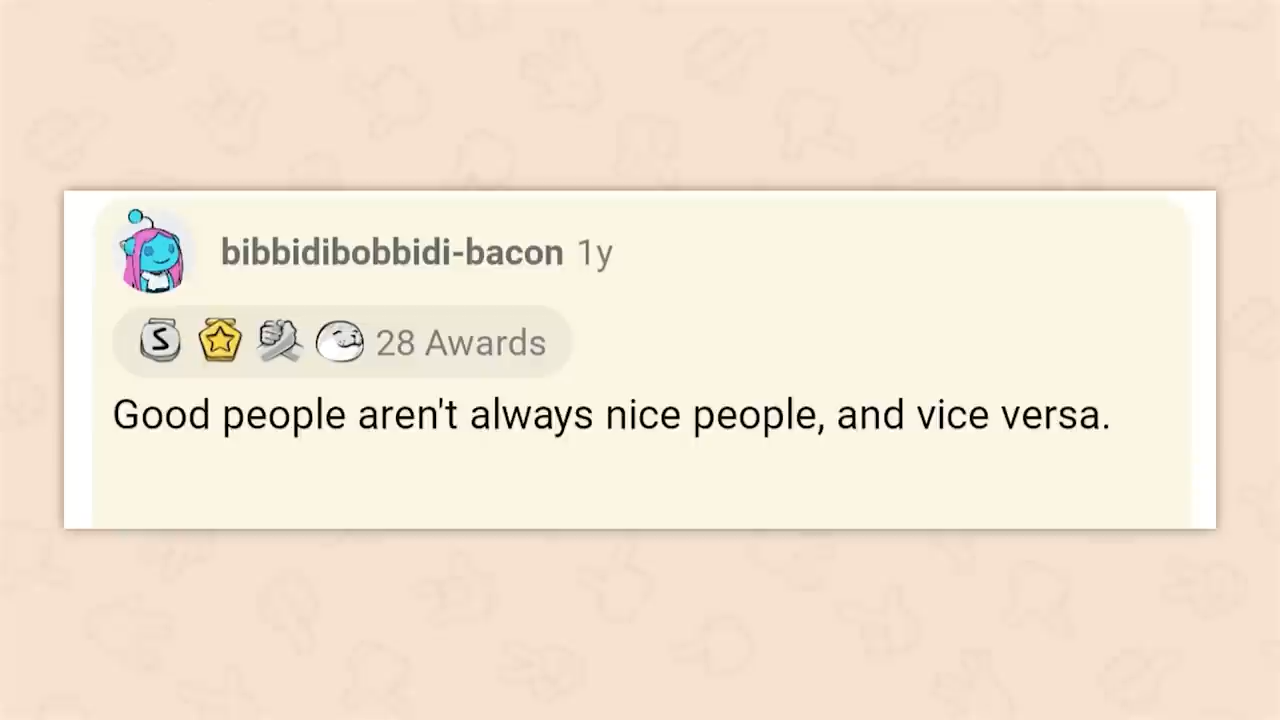 bibbidibobbidi-bacon 1y
S 28 Awards
Good people aren't always nice people, and vice versa.